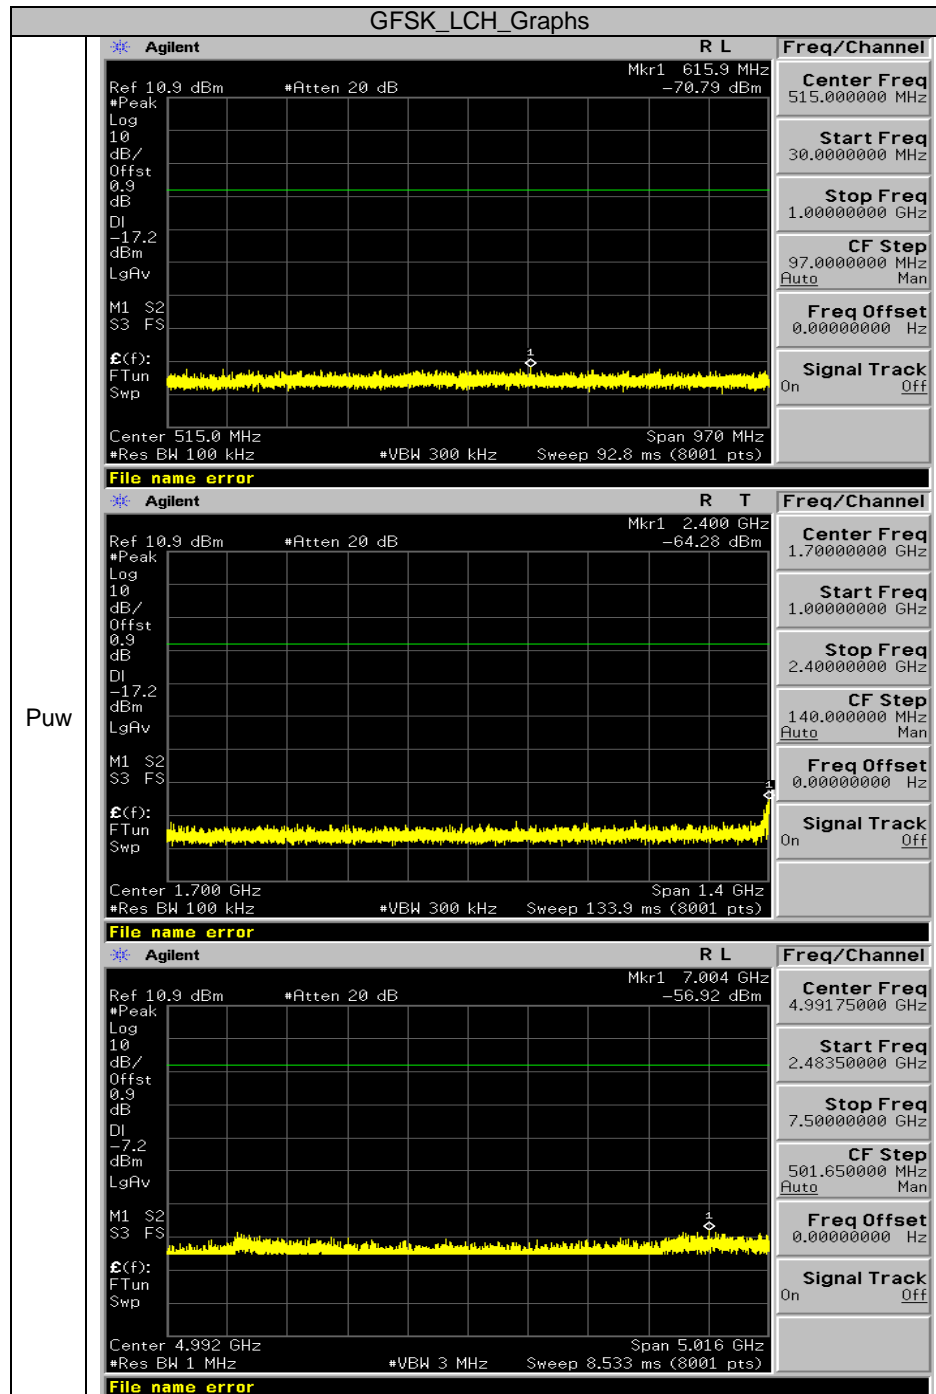 GFSK_LCH_Graphs
Puw
Agilent R L Freq/Channel
Mkr1 615.9 MHz
Ref 10.9 dBm #Atten 20 dB -70.79 dBm
#Peak
Log
10
dB/
Offst
0.9
dB
DI
-17.2
dBm
LgAv
M1 S2
S3 FS
£(f):
FTun
Swp
1
Center 515.0 MHz Span 970 MHz
#Res BW 100 kHz #VBW 300 kHz Sweep 92.8 ms (8001 pts)
File name error
Center Freq
515.000000 MHz
Start Freq
30.0000000 MHz
Stop Freq
1.00000000 GHz
CF Step
97.0000000 MHz
Auto Man
Freq Offset
0.00000000 Hz
Signal Track
On Off
Agilent R T Freq/Channel
Mkr1 2.400 GHz
Ref 10.9 dBm #Atten 20 dB -64.28 dBm
#Peak
Log
10
dB/
Offst
0.9
dB
DI
-17.2
dBm
LgAv
M1 S2
S3 FS
£(f):
FTun
Swp
1
Center 1.700 GHz Span 1.4 GHz
#Res BW 100 kHz #VBW 300 kHz Sweep 133.9 ms (8001 pts)
File name error
Center Freq
1.70000000 GHz
Start Freq
1.00000000 GHz
Stop Freq
2.40000000 GHz
CF Step
140.000000 MHz
Auto Man
Freq Offset
0.00000000 Hz
Signal Track
On Off
Agilent R L Freq/Channel
Mkr1 7.004 GHz
Ref 10.9 dBm #Atten 20 dB -56.92 dBm
#Peak
Log
10
dB/
Offst
0.9
dB
DI
-7.2
dBm
LgAv
M1 S2
S3 FS
£(f):
FTun
Swp
1
Center 4.992 GHz Span 5.016 GHz
#Res BW 1 MHz #VBW 3 MHz Sweep 8.533 ms (8001 pts)
File name error
Center Freq
4.99175000 GHz
Start Freq
2.48350000 GHz
Stop Freq
7.50000000 GHz
CF Step
501.650000 MHz
Auto Man
Freq Offset
0.00000000 Hz
Signal Track
On Off